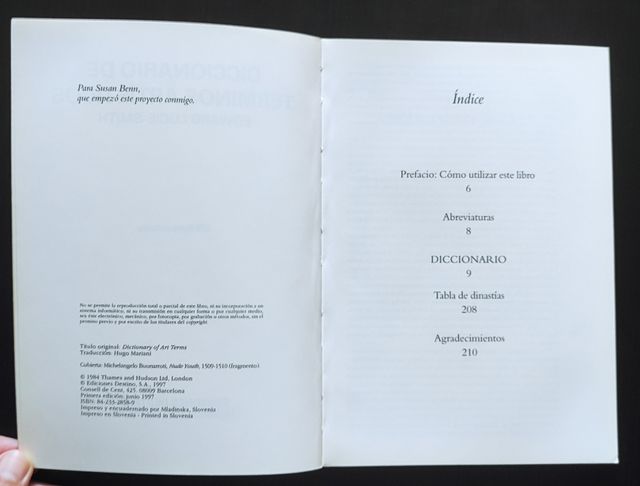 Para Susan Benn,
que empezó este proyecto conmigo.
No se permite la reproducción total o parcial de este libro, ni su incorporación a un
sistema informático, ni su transmisión en cualquier forma o por cualquier medio,
sea éste electrónico, mecánico, por fotocopia, por grabación u otros métodos, sin el
permiso previo y por escrito de los titulares del copyright
Título original: Dictionary of Art Terms
Traducción: Hugo Mariani
Cubierta: Michelangelo Buonarroti, Nude Youth, 1509-1510 (fragmento)
© 1984 Thames and Hudson Ltd, London
© Ediciones Destino, S.A., 1997
Consell de Cent, 425. 08009 Barcelona
Primera edición: junio 1997
ISBN: 84-233-2858-9
Impreso y encuadernado por Mladinska, Slovenia
Impreso en Slovenia - Printed in Slovenia
Índice
Prefacio: Cómo utilizar este libro
6
Abreviaturas
8
DICCIONARIO
9
Tabla de dinastías
208
Agradecimientos
210